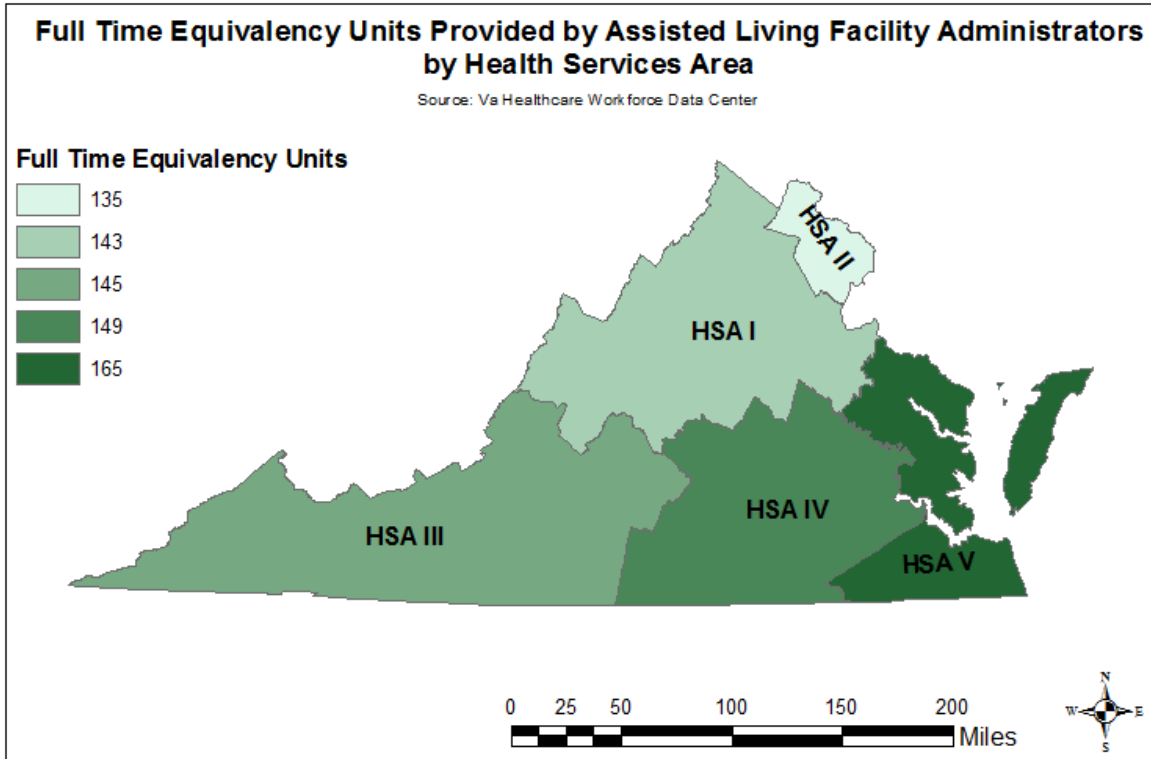 Full Time Equivalency Units Provided by Assisted Living Facility Administrators
by Health Services Area
Source: Va Healthcare Workforce Data Center
Full Time Equivalency Units
135
143
145
149
165
HSA II
HSA I
HSA III
HSA IV
HSA V
0 25 50 100 150 200
Miles
N
W E
S